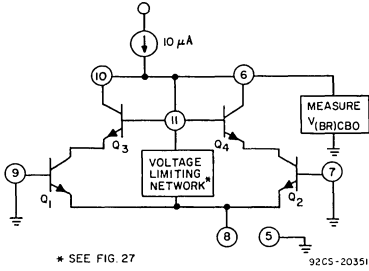 10 μA
10
6
MEASURE
V(BR)CBO
11
Q3
Q4
9
VOLTAGE
LIMITING
NETWORK*
7
Q1
Q2
8
5
* SEE FIG. 27
92CS-20351